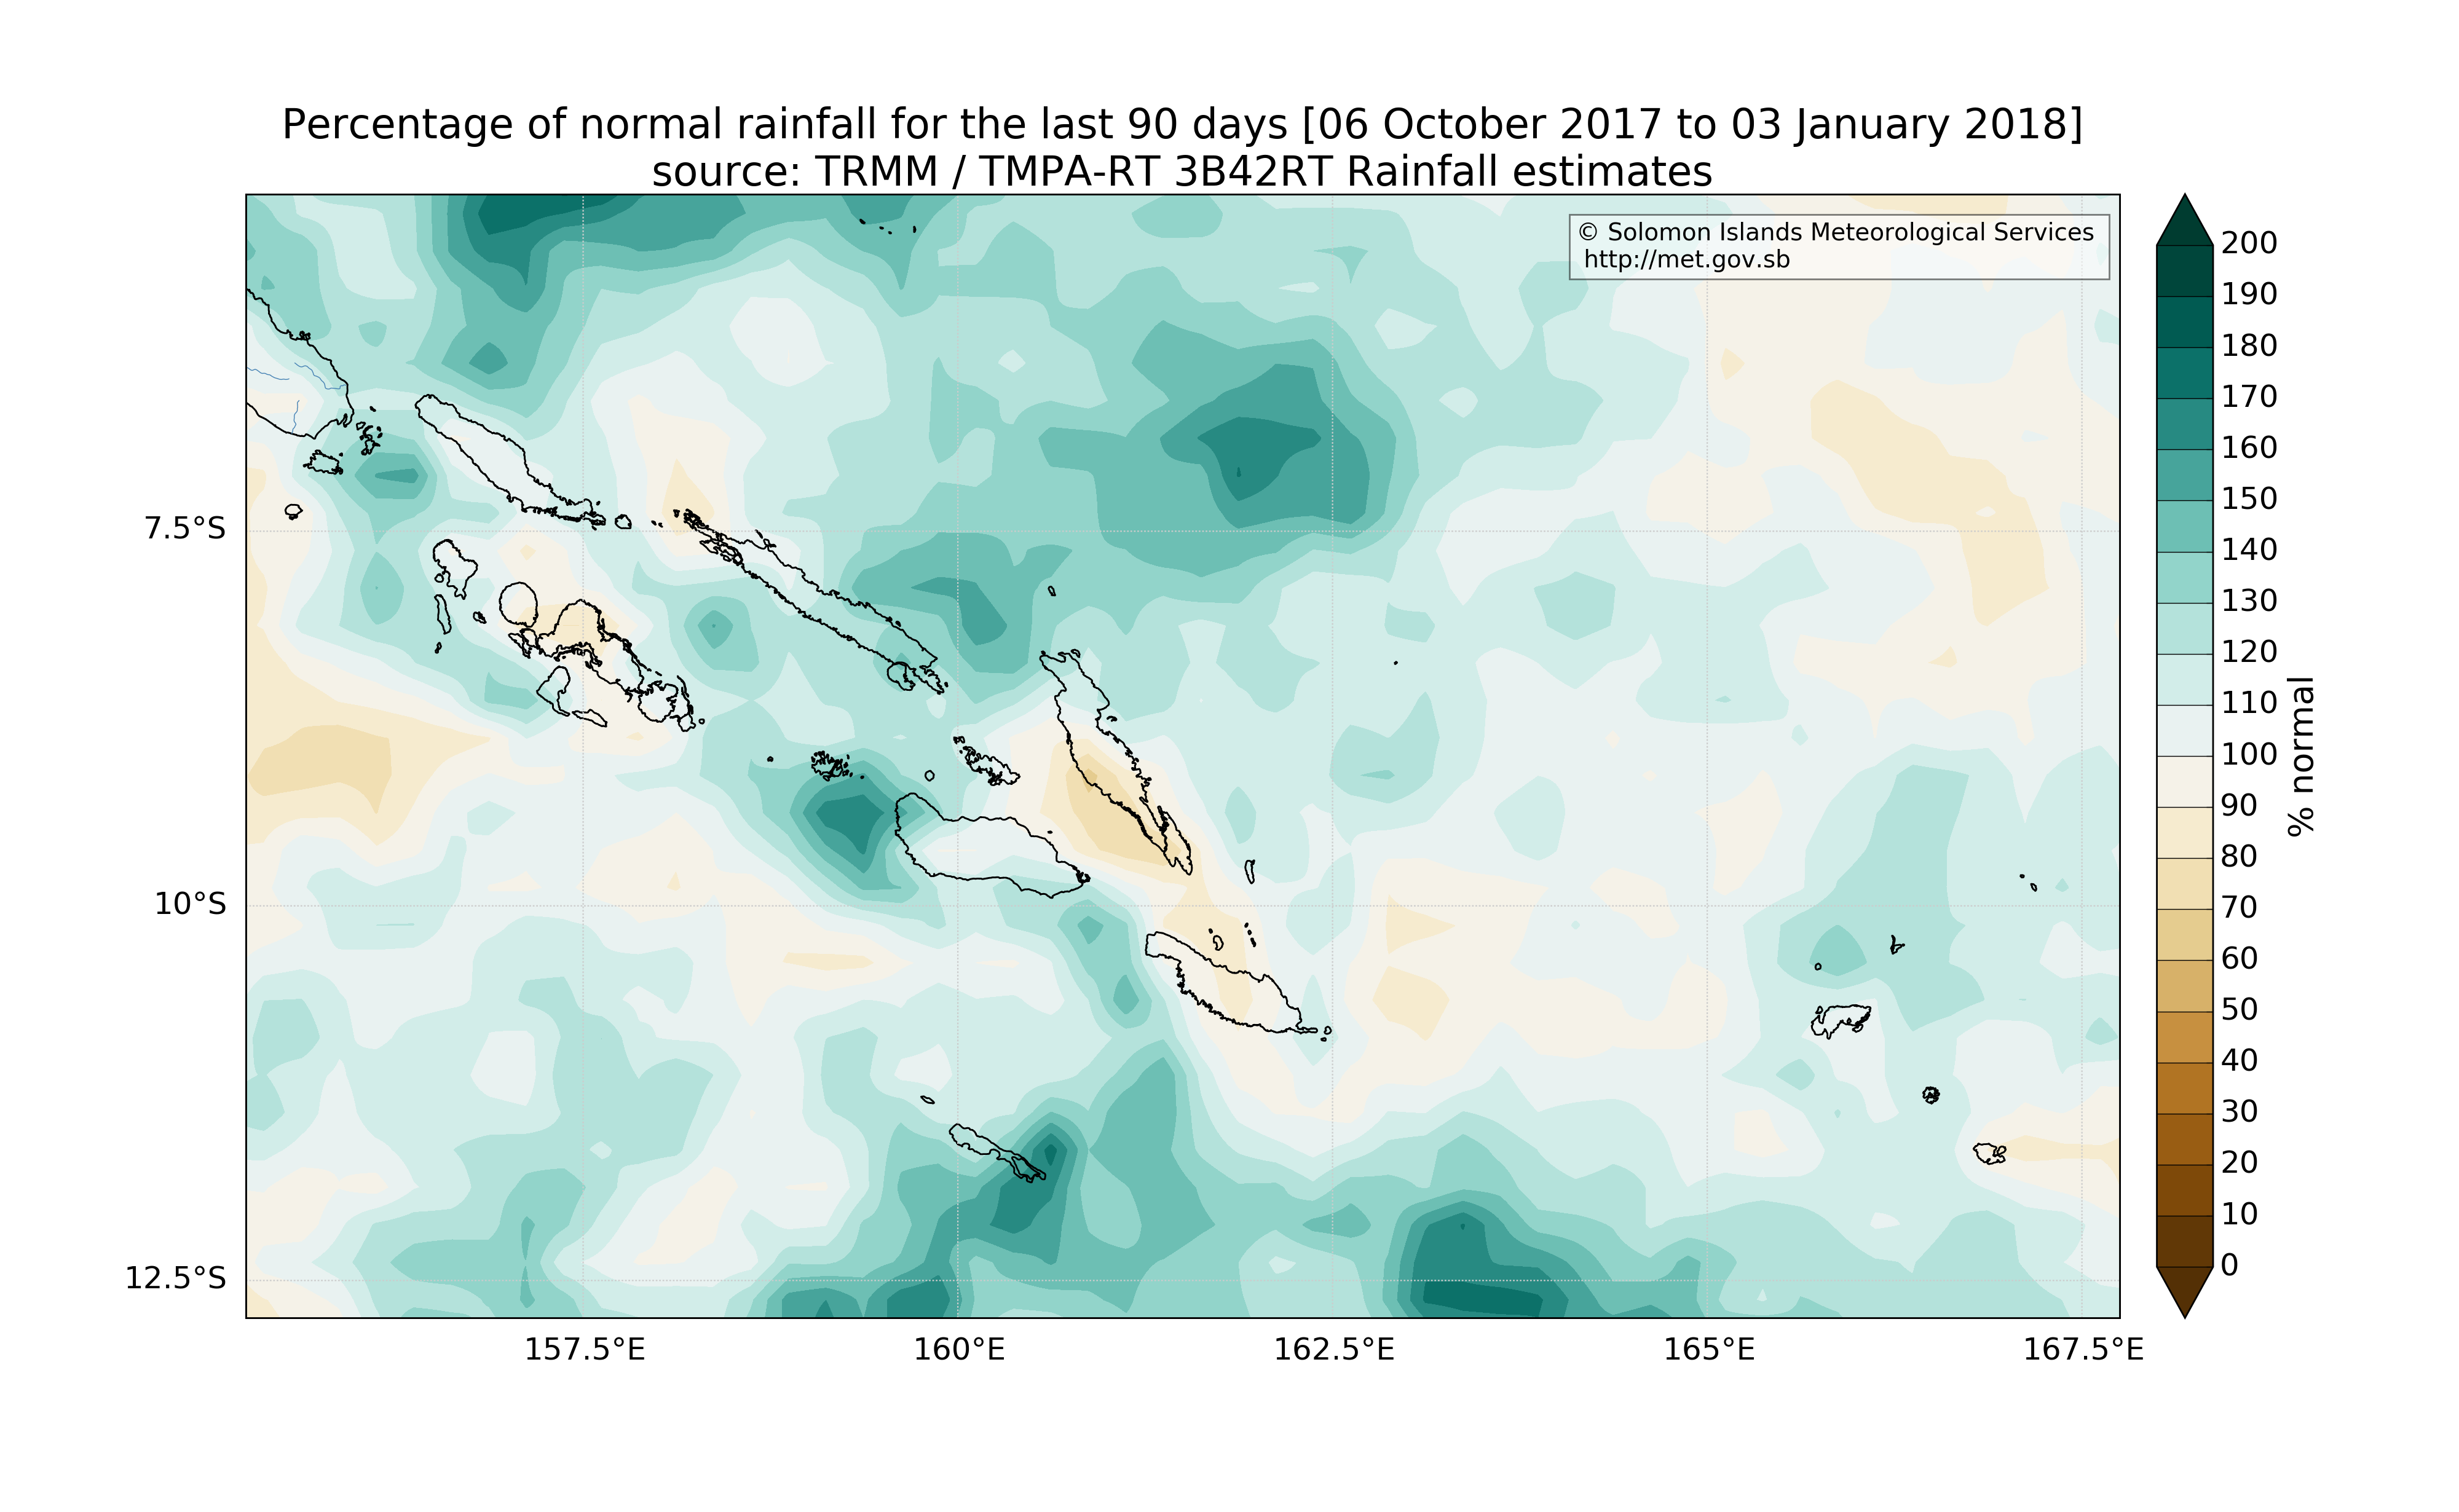 Percentage of normal rainfall for the last 90 days [06 October 2017 to 03 January 2018]
source: TRMM / TMPA-RT 3B42RT Rainfall estimates
© Solomon Islands Meteorological Services
http://met.gov.sb
7.5°S
10°S
12.5°S
157.5°E
160°E
162.5°E
165°E
167.5°E
200
190
180
170
160
150
140
130
120
110
100
90
80
70
60
50
40
30
20
10
0
% normal